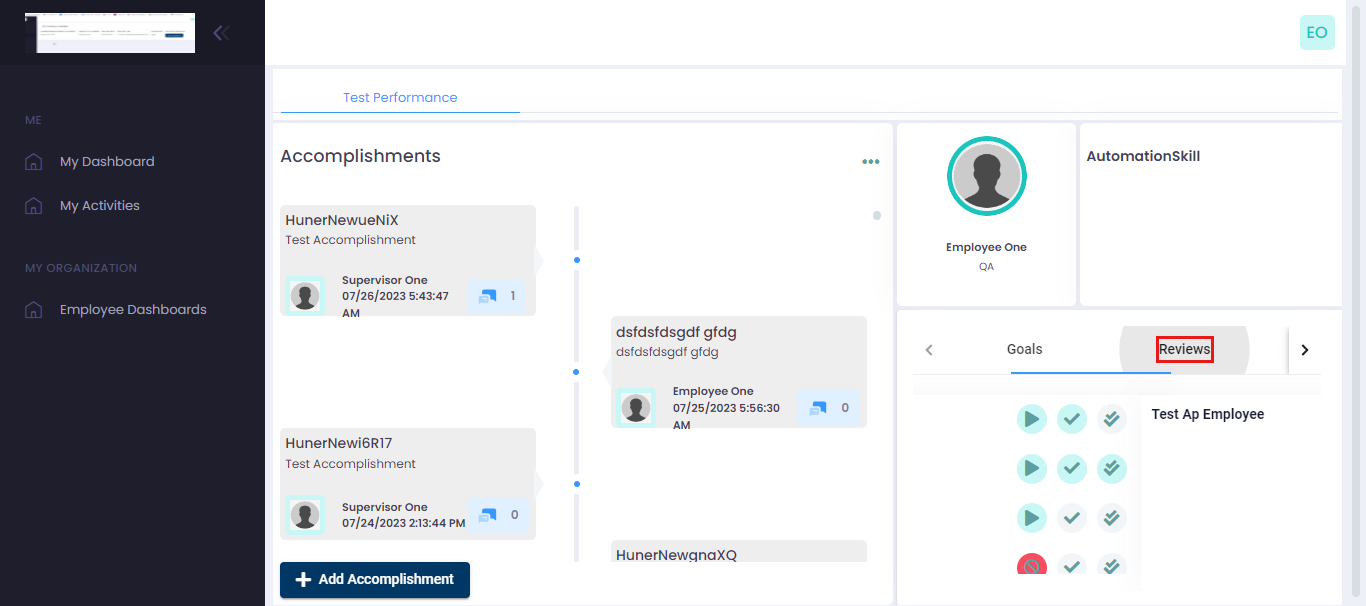 EO
ME
My Dashboard
My Activities
MY ORGANIZATION
Employee Dashboards
Test Performance
Accomplishments
HunerNewueNiX
Test Accomplishment
Supervisor One
07/26/2023 5:43:47
AM
1
dsfdsfdsgdf gfdg
dsfdsfdsgdf gfdg
Employee One
07/25/2023 5:56:30
AM
0
HunerNewi6R17
Test Accomplishment
Supervisor One
07/24/2023 2:13:44 PM
0
HunerNewgnaXQ
Add Accomplishment
Employee One
QA
AutomationSkill
Goals
Reviews
Test Ap Employee